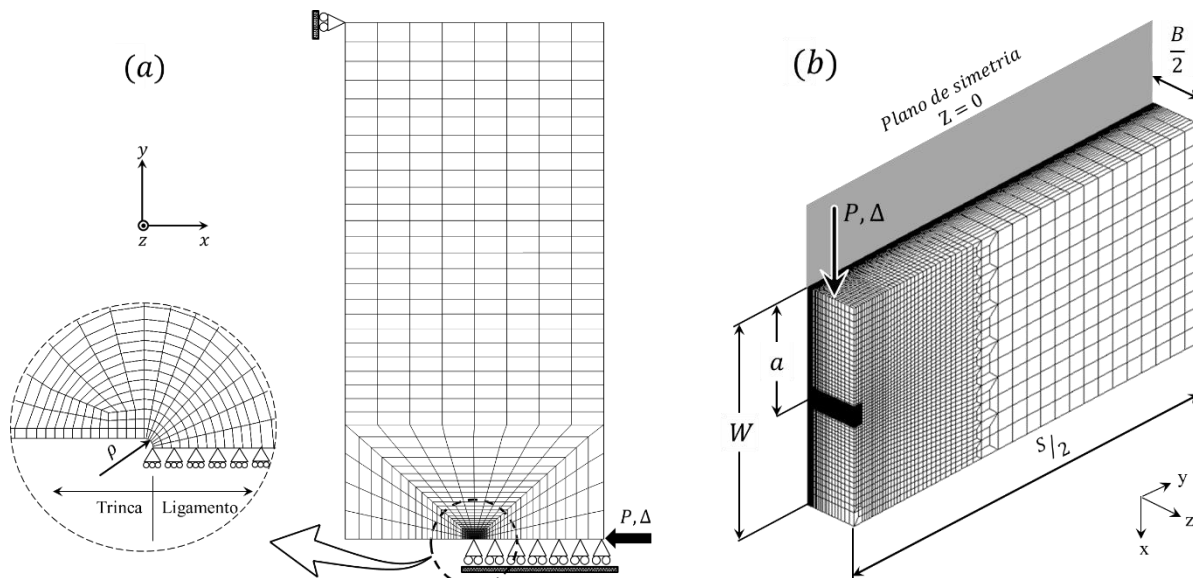 (a)
y
z
x
ρ
Trinca
Ligamento
P, Δ
(b)
B
2
Plano de simetria
Z = 0
P, Δ
a
W
S/2
y
z
x